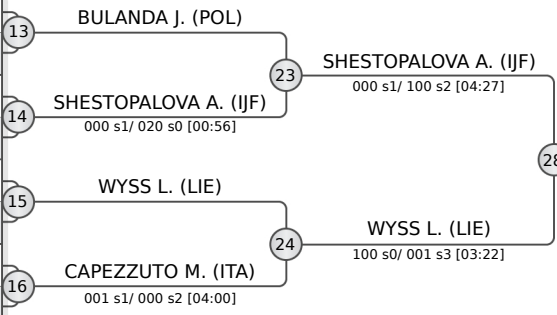 BULANDA J. (POL)
13
SHESTOPALOVA A. (IJF)
23
000 s1/ 100 s2 [04:27]
SHESTOPALOVA A. (IJF)
14
000 s1/ 020 s0 [00:56]
28
WYSS L. (LIE)
15
WYSS L. (LIE)
24
100 s0/ 001 s3 [03:22]
CAPEZZUTO M. (ITA)
16
001 s1/ 000 s2 [04:00]